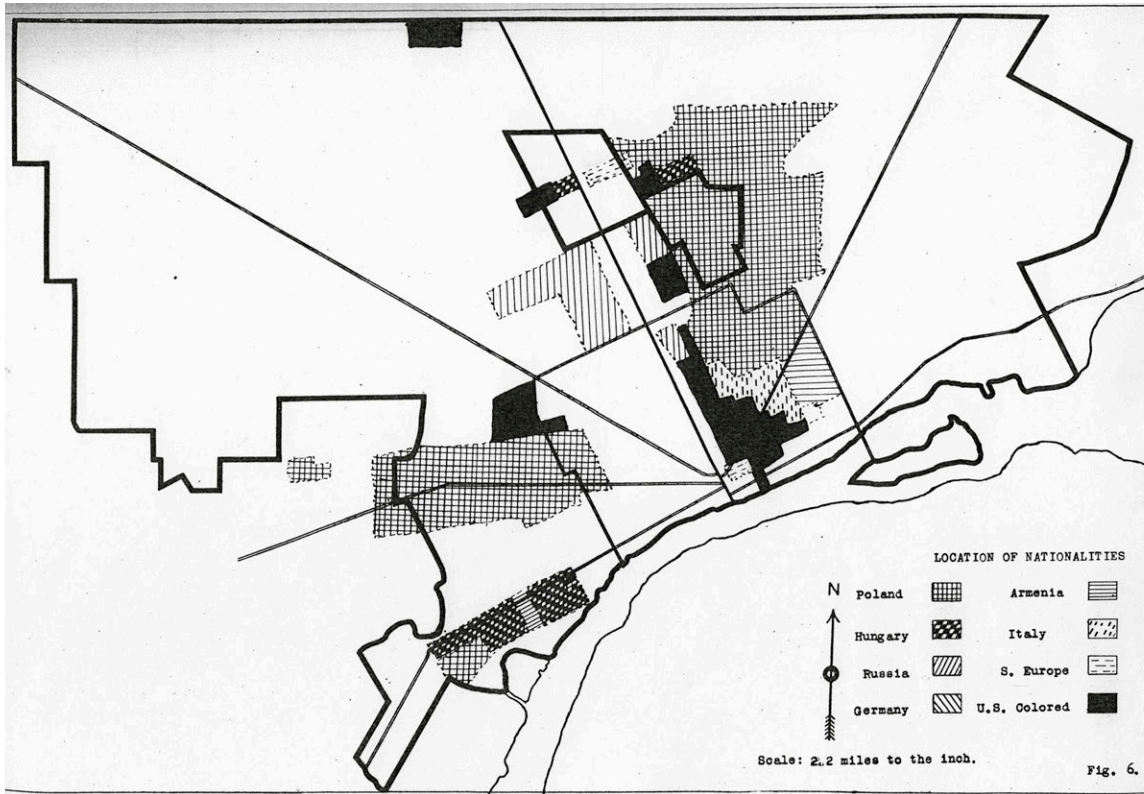 LOCATION OF NATIONALITIES
N
Poland
Armenia
Hungary
Italy
Russia
S. Europe
Germany
U.S. Colored
Scale: 2.2 miles to the inch.
Fig. 6.